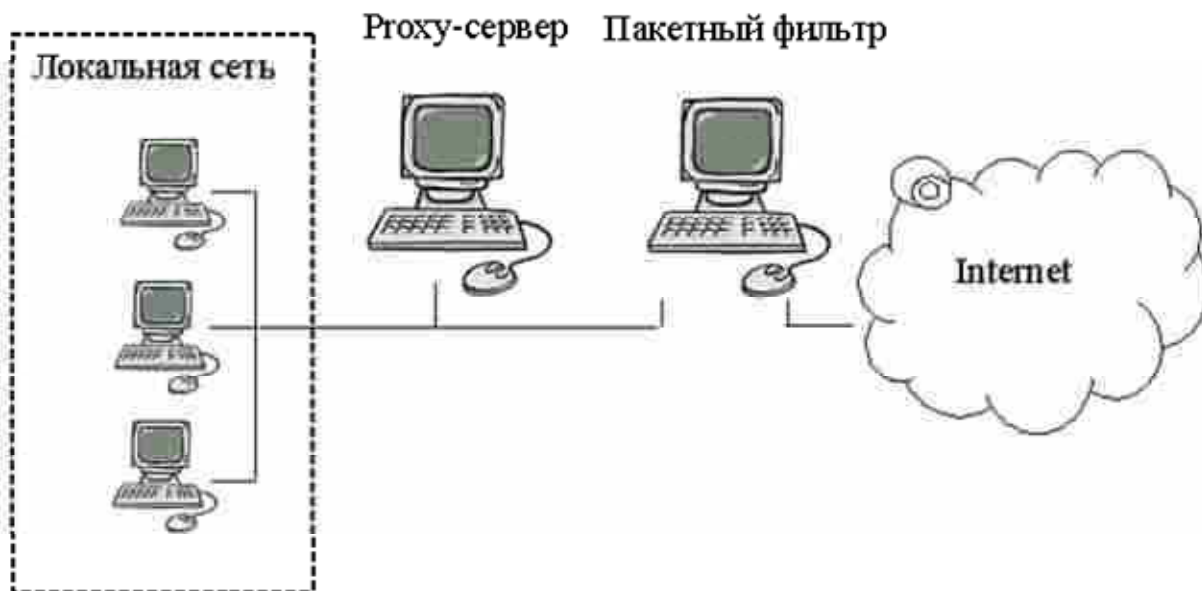 Proxy-сервер
Пакетный фильтр
Локальная сеть
Internet